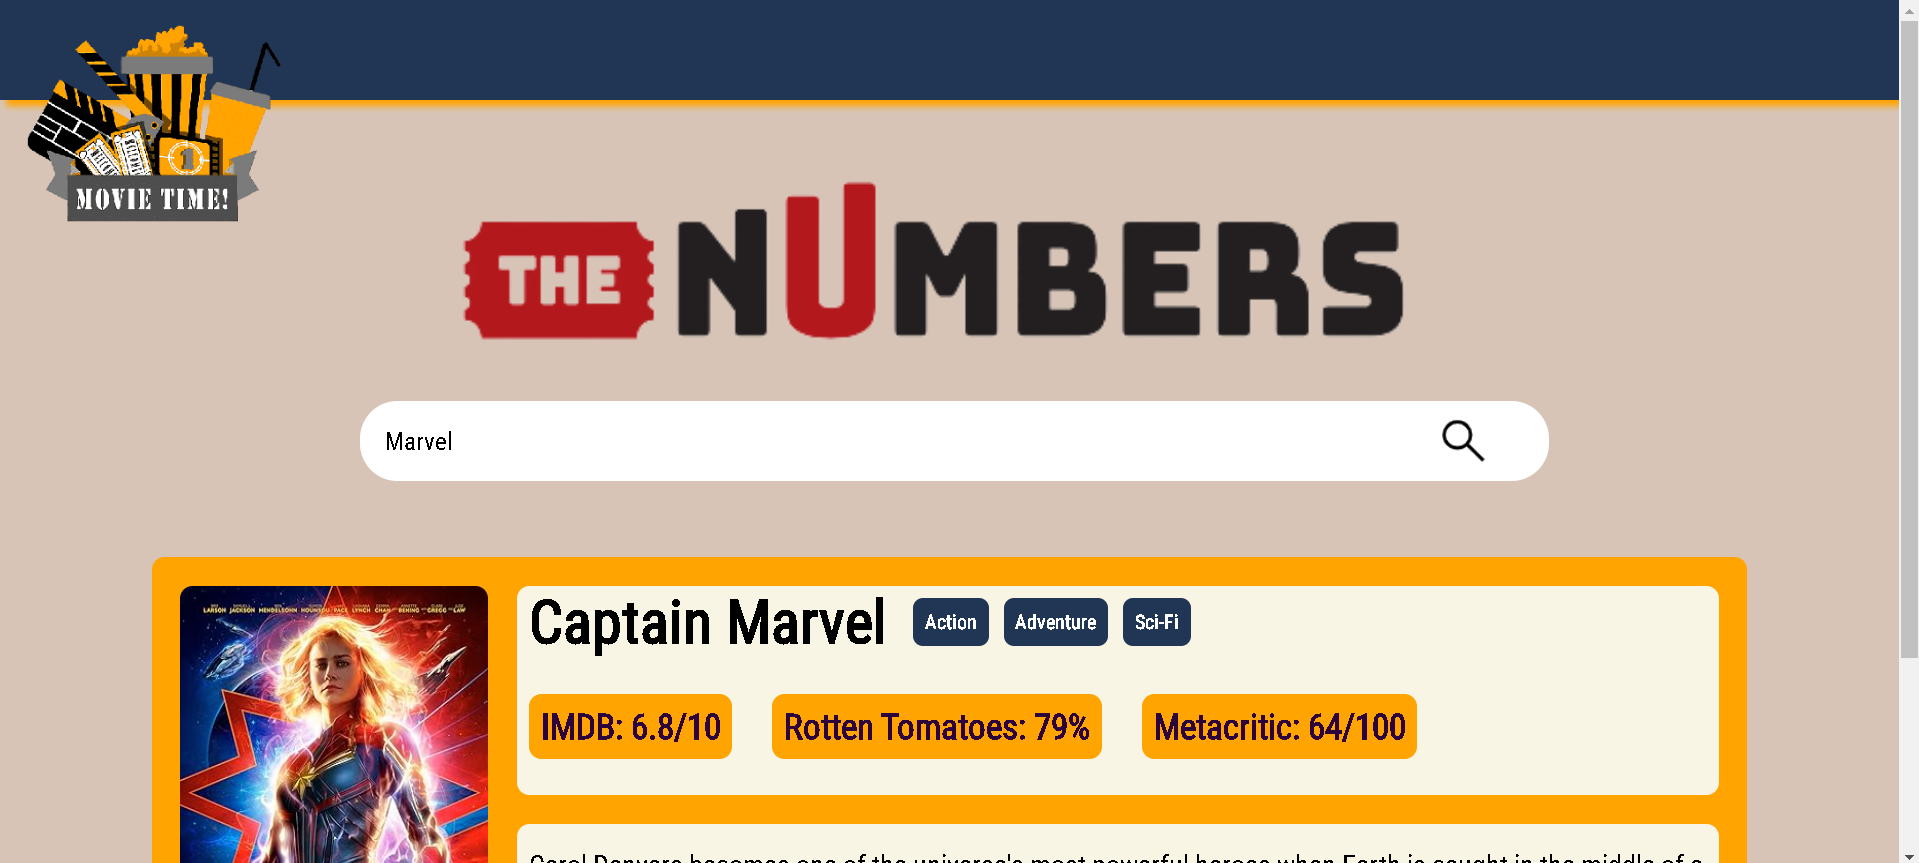 MOVIE TIME!
THE NUMBERS
Marvel
Captain Marvel Action Adventure Sci-Fi
IMDB: 6.8/10 Rotten Tomatoes: 79% Metacritic: 64/100
Carol Danvers becomes one of the universe's most powerful heroes when Earth is caught in the middle of a